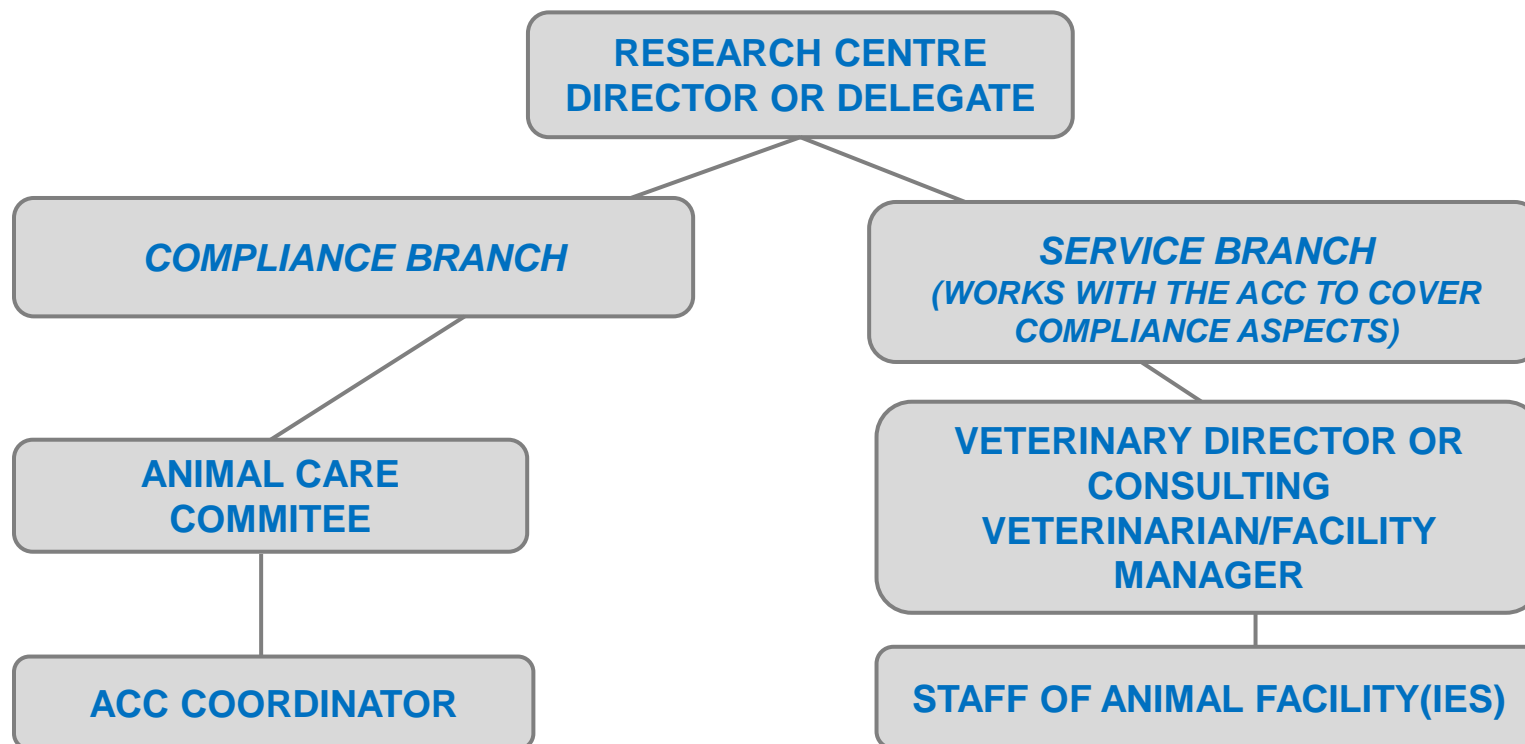 RESEARCH CENTRE
DIRECTOR OR DELEGATE
COMPLIANCE BRANCH
SERVICE BRANCH
(WORKS WITH THE ACC TO COVER
COMPLIANCE ASPECTS)
ANIMAL CARE
COMMITEE
VETERINARY DIRECTOR OR
CONSULTING
VETERINARIAN/FACILITY
MANAGER
ACC COORDINATOR
STAFF OF ANIMAL FACILITY(IES)